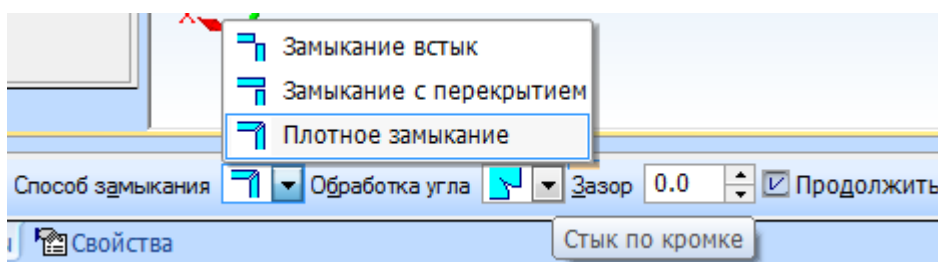 X
Замыкание встык
Замыкание с перекрытием
Плотное замыкание
Способ замыкания Обработка угла Зазор 0.0 Продолжить
Свойства
Стык по кромке